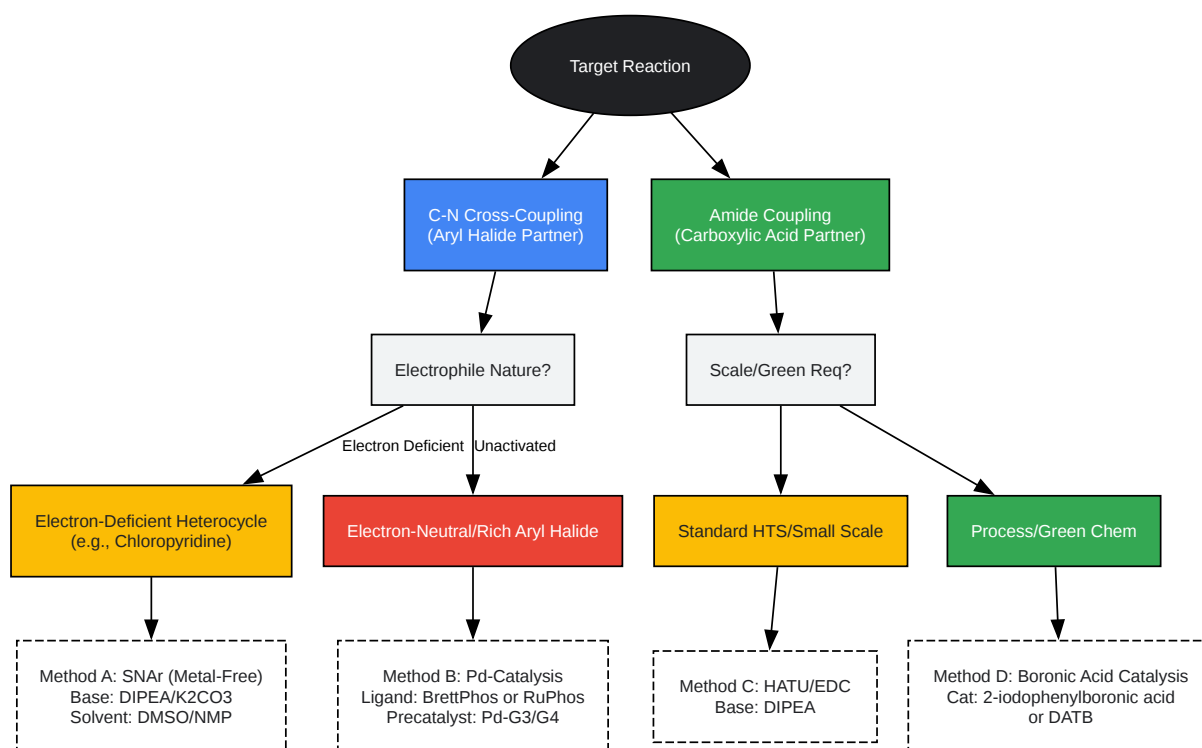 Target Reaction
C-N Cross-Coupling
(Aryl Halide Partner)
Amide Coupling
(Carboxylic Acid Partner)
Electrophile Nature?
Scale/Green Req?
Electron Deficient
Unactivated
Electron-Deficient Heterocycle
(e.g., Chloropyridine)
Electron-Neutral/Rich Aryl Halide
Standard HTS/Small Scale
Process/Green Chem
Method A: SNAr (Metal-Free)
Base: DIPEA/K2CO3
Solvent: DMSO/NMP
Method B: Pd-Catalysis
Ligand: BrettPhos or RuPhos
Precatalyst: Pd-G3/G4
Method C: HATU/EDC
Base: DIPEA
Method D: Boronic Acid Catalysis
Cat: 2-iodophenylboronic acid
or DATB